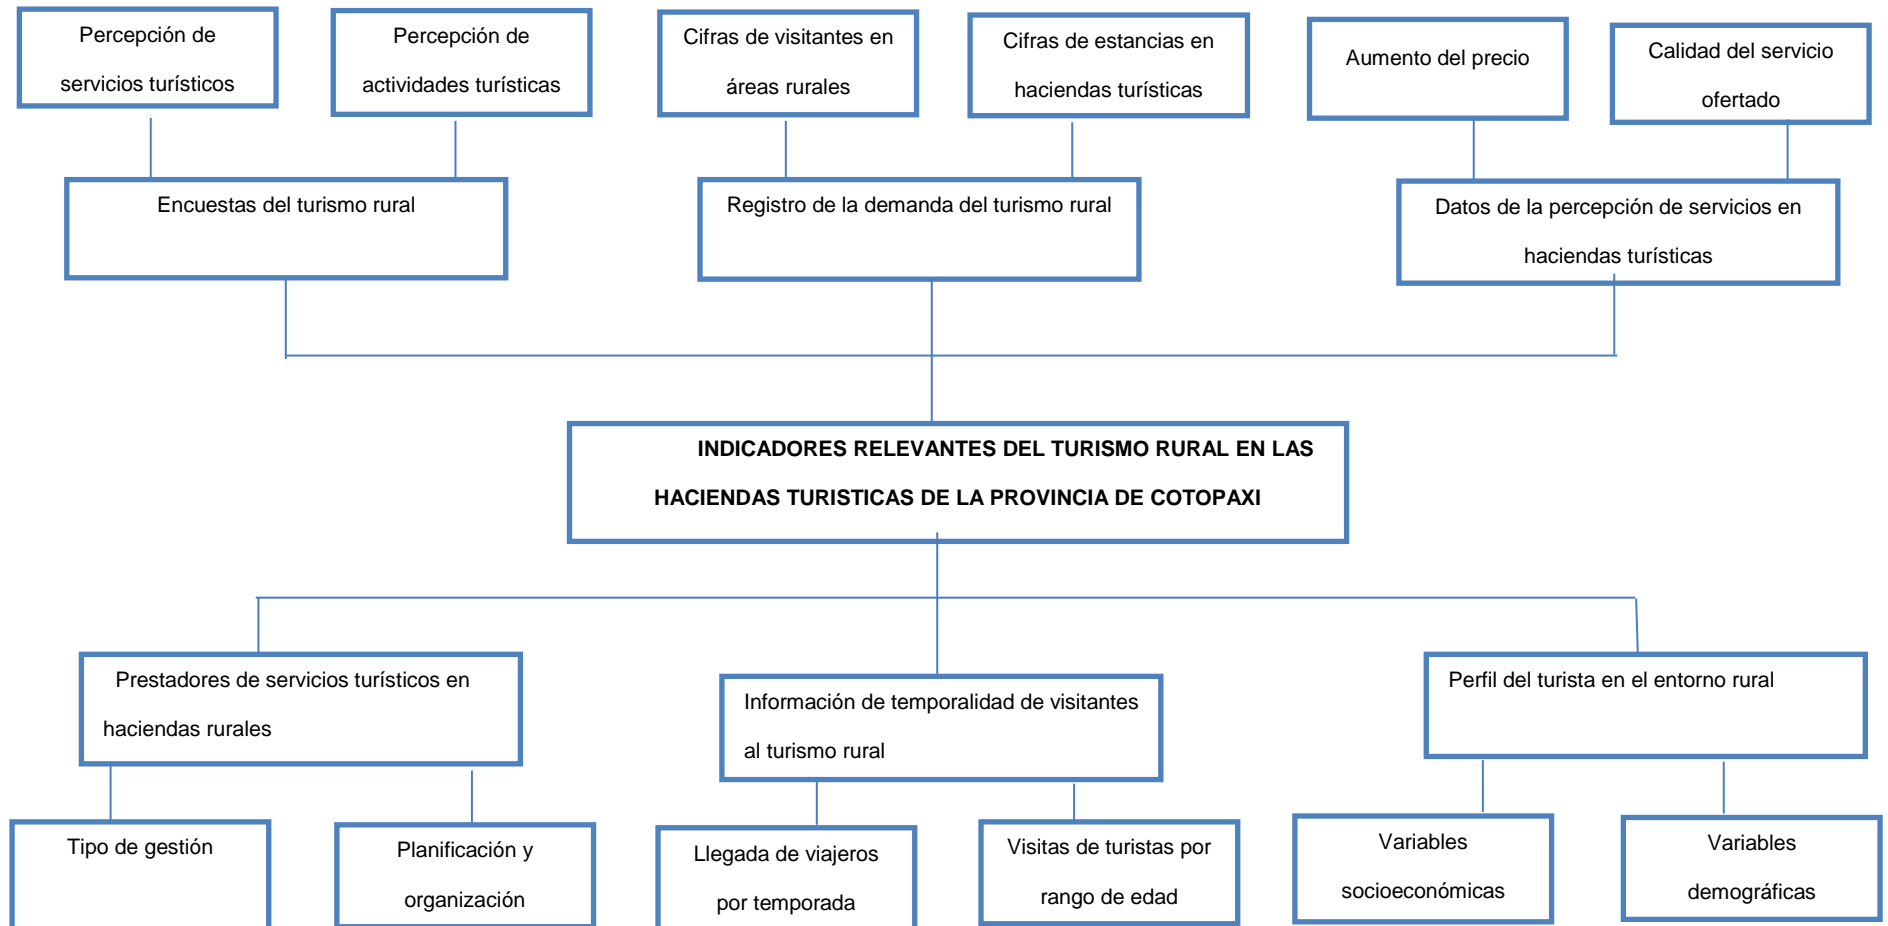 Percepción de
servicios turísticos
Percepción de
actividades turísticas
Cifras de visitantes en
áreas rurales
Cifras de estancias en
haciendas turísticas
Aumento del precio
Calidad del servicio
ofertado
Encuestas del turismo rural
Registro de la demanda del turismo rural
Datos de la percepción de servicios en
haciendas turísticas
INDICADORES RELEVANTES DEL TURISMO RURAL EN LAS
HACIENDAS TURISTICAS DE LA PROVINCIA DE COTOPAXI
Prestadores de servicios turísticos en
haciendas rurales
Información de temporalidad de visitantes
al turismo rural
Perfil del turista en el entorno rural
Tipo de gestión
Planificación y
organización
Llegada de viajeros
por temporada
Visitas de turistas por
rango de edad
Variables
socioeconómicas
Variables
demográficas